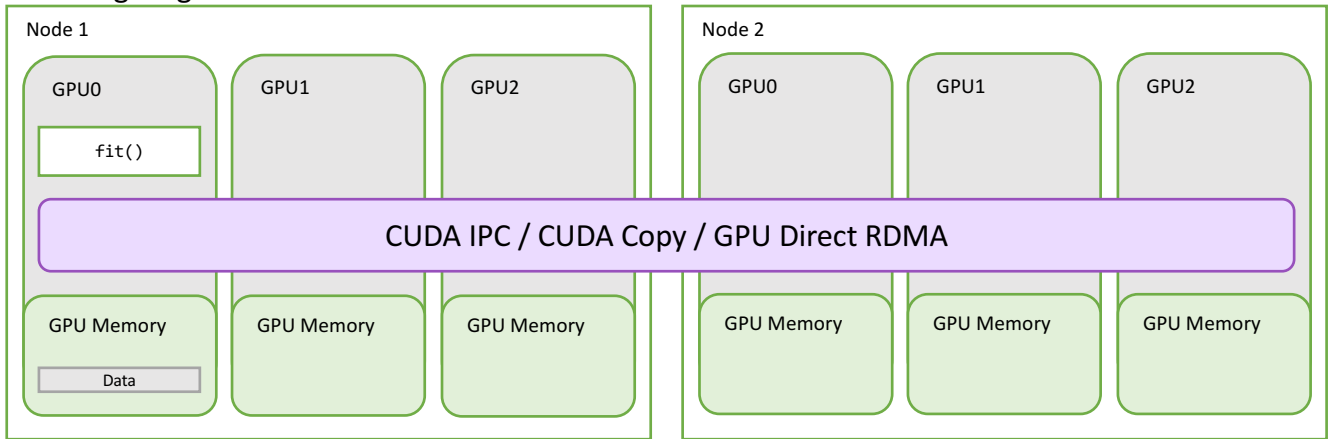 Node 1
Node 2
GPU0
GPU1
GPU2
GPU0
GPU1
GPU2
fit()
CUDA IPC / CUDA Copy / GPU Direct RDMA
GPU Memory
GPU Memory
GPU Memory
GPU Memory
GPU Memory
GPU Memory
Data